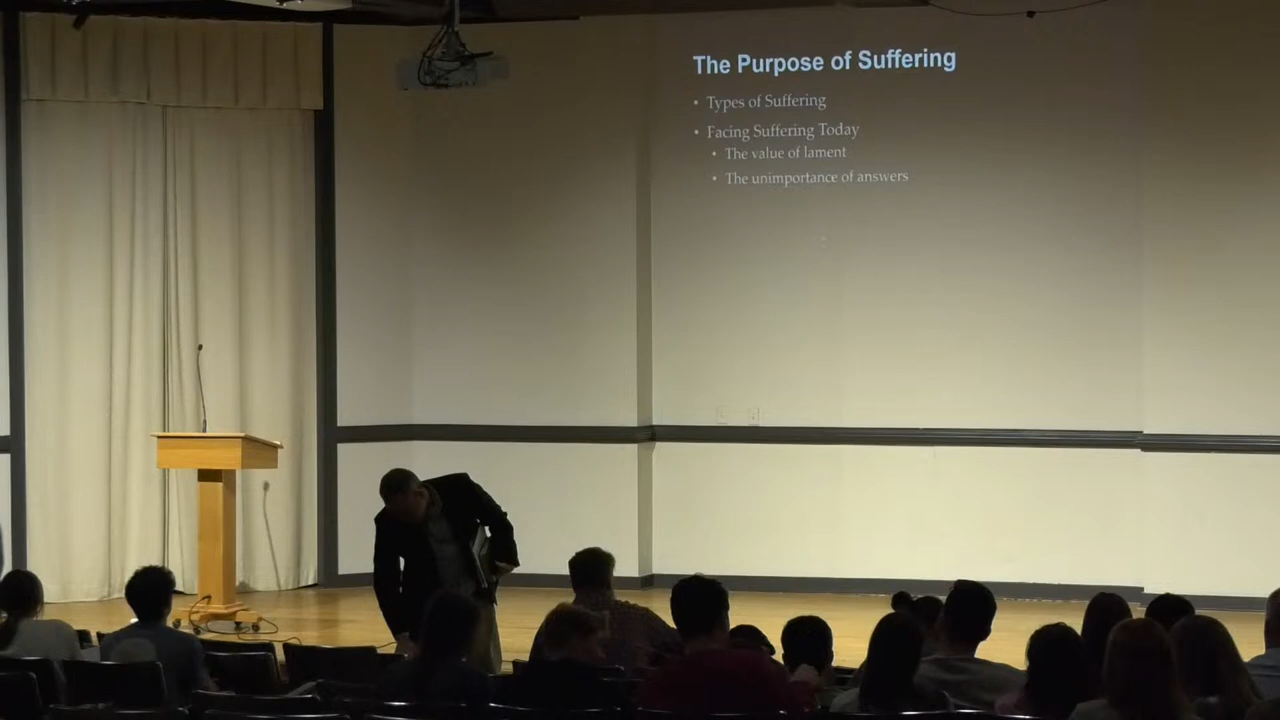 The Purpose of Suffering
• Types of Suffering
• Facing Suffering Today
• The value of lament
• The unimportance of answers